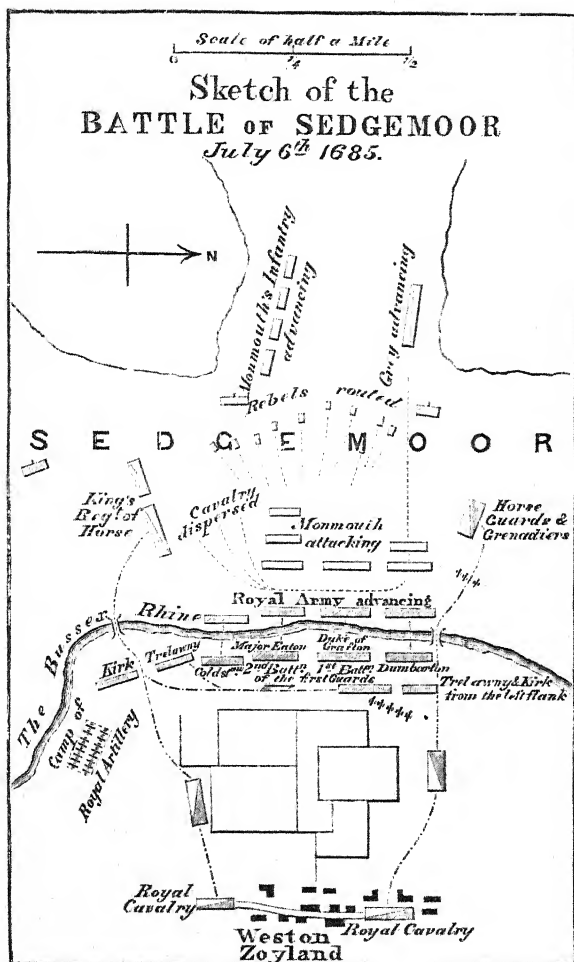 Scale of half a Mile
0 1/4 1/2
Sketch of the
BATTLE OF SEDGEMOOR
July 6th 1685.
N
Monmouth's Infantry
advancing
Grey advancing
Rebels routed
SEDGEMOOR
King's
Regt. of
Horse
Cavalry
dispersed
Monmouth
attacking
Horse
Guards &
Grenadiers
Royal Army advancing
The Bussex Rhine
Kirk
Trelawny
Major Eaton
Duke of
Grafton
Coldsm. 2nd Battn. 1st Battn. Dumbarton
of the first Guards
Trelawny & Kirk
from the left flank
Camp of
Royal Artillery
Royal
Cavalry
Royal Cavalry
Weston
Zoyland